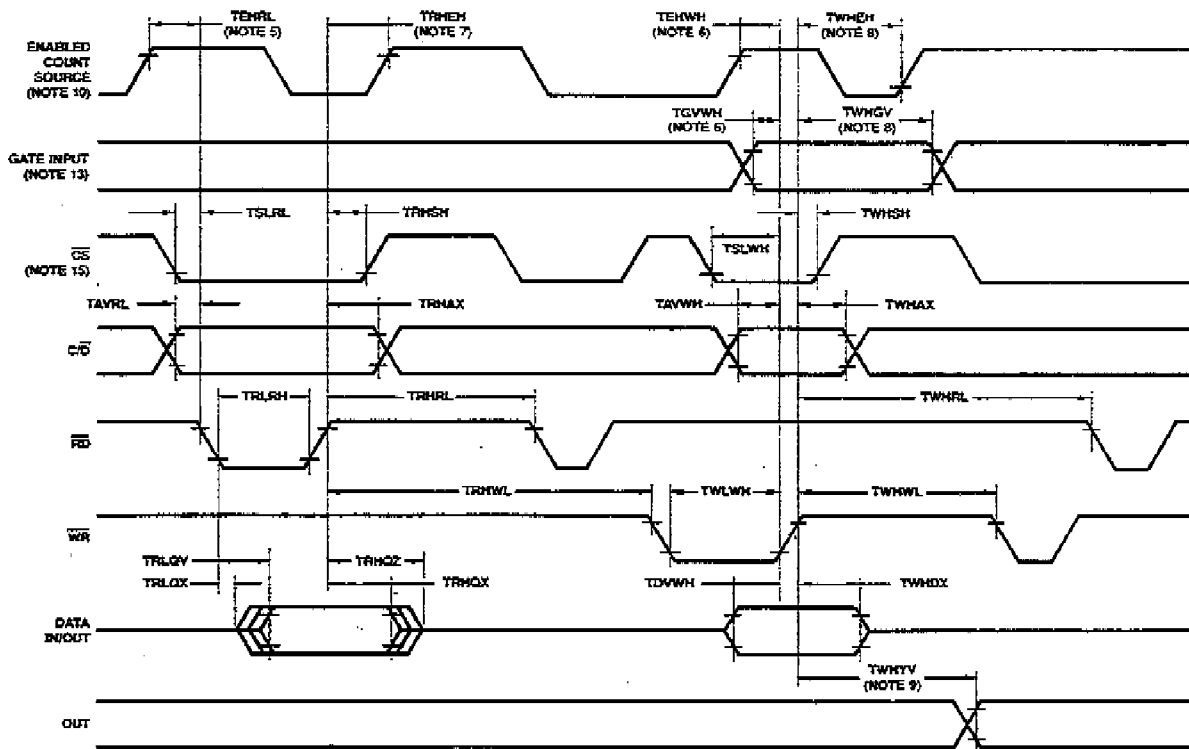 TEHRL
(NOTE 5)
TRHEH
(NOTE 7)
TEHWH
(NOTE 6)
TWHEH
(NOTE 8)
ENABLED
COUNT
SOURCE
(NOTE 10)
TGVWH
(NOTE 6)
TWHGV
(NOTE 8)
GATE INPUT
(NOTE 13)
TSLRL
TRHSH
TWHSH
TSLWH
CS
(NOTE 15)
TAVRL
TRHAX
TAVWH
TWHAX
C/D
TRLRH
TRHRL
TWHRL
RD
TRHWL
TWLWH
TWHWL
WR
TRLQV
TRHQZ
TRLQX
TRHQX
TDVWH
TWHDX
DATA
IN/OUT
TWHYV
(NOTE 9)
OUT